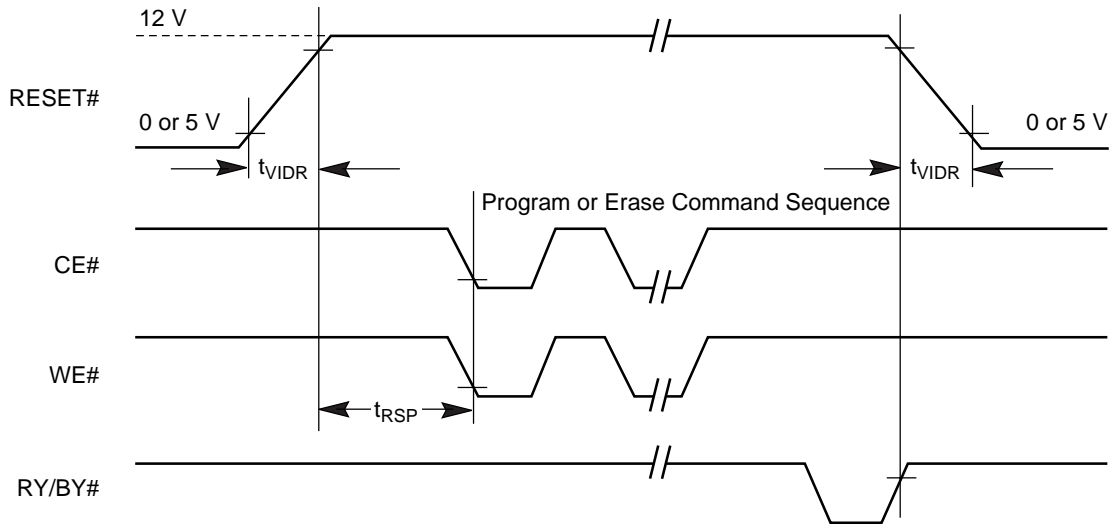 12 V
RESET#
0 or 5 V
0 or 5 V
tVIDR
tVIDR
Program or Erase Command Sequence
CE#
WE#
tRSP
RY/BY#